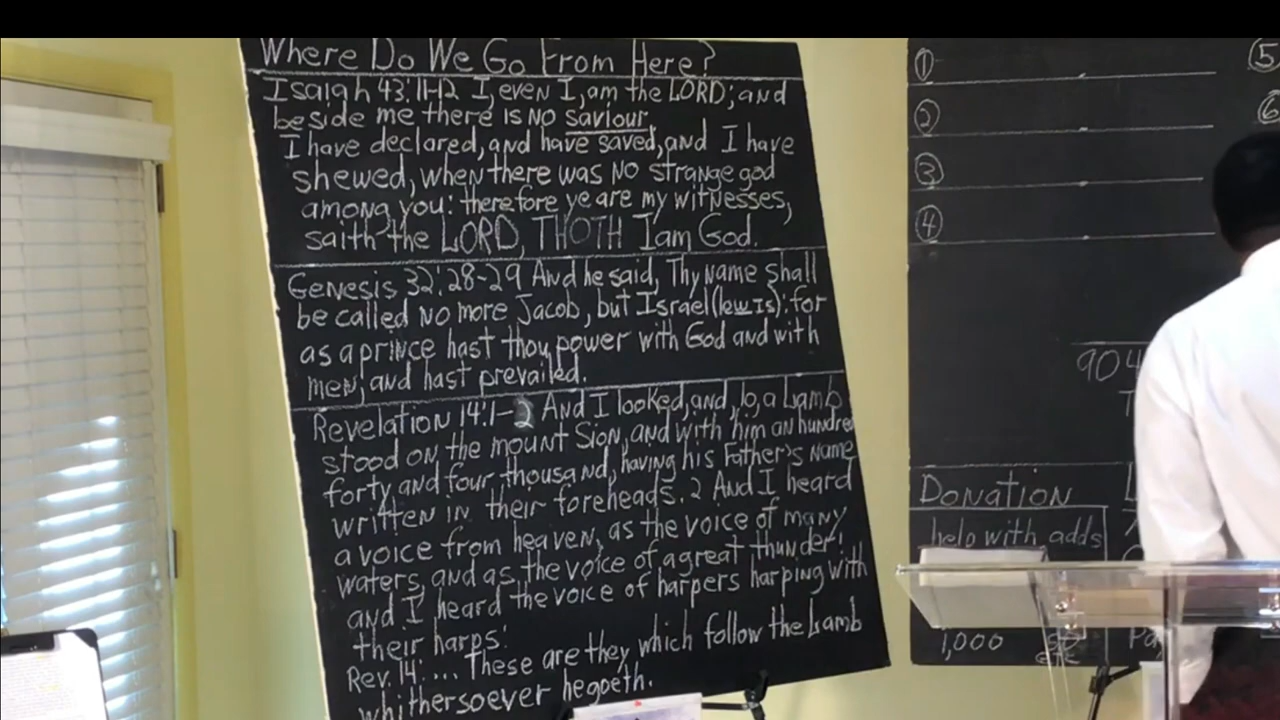 Where Do We Go From Here?
Isaiah 43:11-12 I, even I, am the LORD; and
beside me there is no saviour.
I have declared, and have saved, and I have
shewed, when there was no strange god
among you: therefore ye are my witnesses,
saith the LORD, THOTH I am God.
Genesis 32:28-29 And he said, Thy name shall
be called no more Jacob, but Israel (lew is): for
as a prince hast thou power with God and with
men, and hast prevailed.
Revelation 14:1-2 And I looked, and, lo, a Lamb
stood on the mount Sion, and with him an hundred
forty and four thousand, having his Father's name
written in their foreheads. 2 And I heard
a voice from heaven, as the voice of many
waters, and as the voice of a great thunder:
and I heard the voice of harpers harping with
their harps:
Rev. 14: .... These are they which follow the Lamb
whithersoever he goeth.
1
2
3
4
5
6
904
Donation
help with adds
1,000